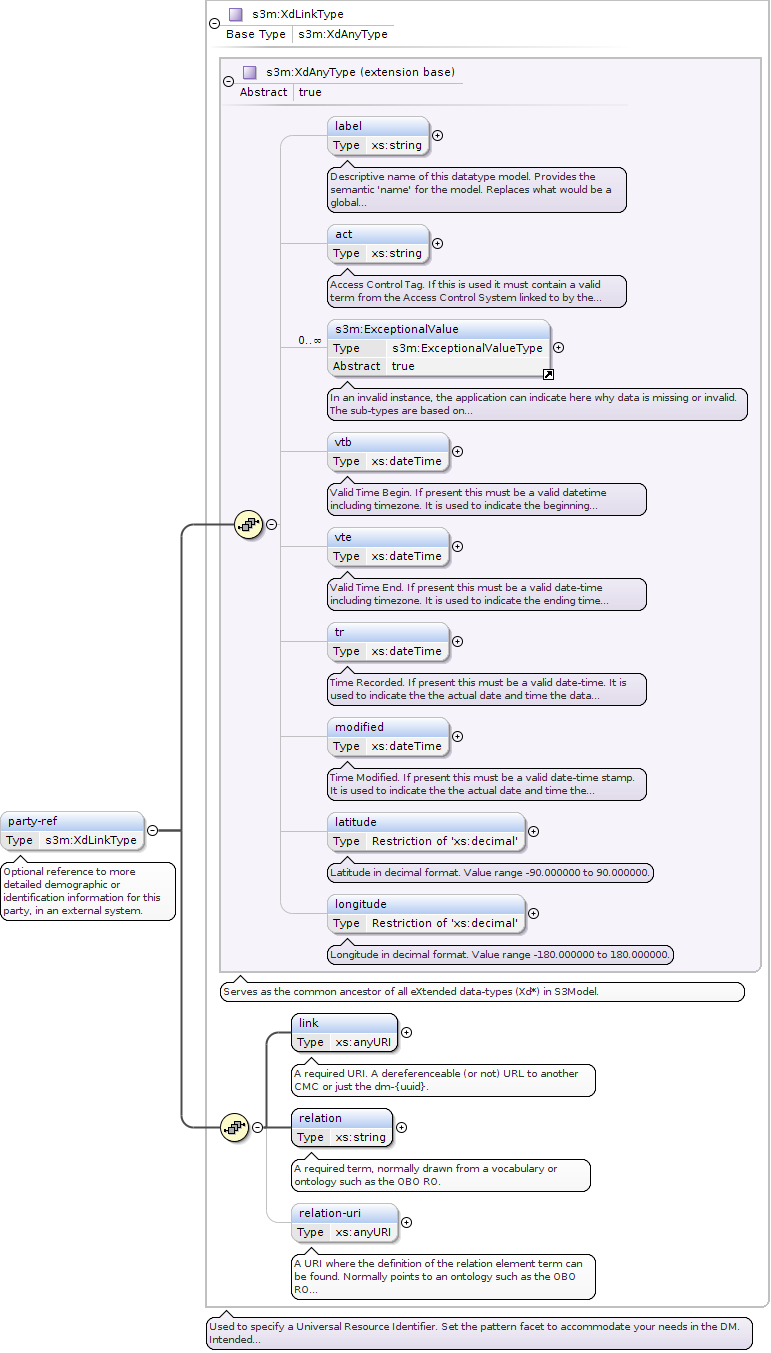 s3m:XdLinkType
Base Type s3m:XdAnyType
s3m:XdAnyType (extension base)
Abstract true
label
Type xs:string
Descriptive name of this datatype model. Provides the
semantic 'name' for the model. Replaces what would be a
global...
act
Type xs:string
Access Control Tag. If this is used it must contain a valid
term from the Access Control System linked to by the...
0..∞
s3m:ExceptionalValue
Type s3m:ExceptionalValueType
Abstract true
In an invalid instance, the application can indicate here why data is missing or invalid.
The sub-types are based on...
vtb
Type xs:dateTime
Valid Time Begin. If present this must be a valid datetime
including timezone. It is used to indicate the beginning...
vte
Type xs:dateTime
Valid Time End. If present this must be a valid date-time
including timezone. It is used to indicate the ending time...
tr
Type xs:dateTime
Time Recorded. If present this must be a valid date-time. It is
used to indicate the the actual date and time the data...
modified
Type xs:dateTime
Time Modified. If present this must be a valid date-time stamp.
It is used to indicate the the actual date and time the...
party-ref
Type s3m:XdLinkType
Optional reference to more
detailed demographic or
identification information for this
party, in an external system.
latitude
Type Restriction of 'xs:decimal'
Latitude in decimal format. Value range -90.000000 to 90.000000.
longitude
Type Restriction of 'xs:decimal'
Longitude in decimal format. Value range -180.000000 to 180.000000.
Serves as the common ancestor of all eXtended data-types (Xd*) in S3Model.
link
Type xs:anyURI
A required URI. A dereferenceable (or not) URL to another
CMC or just the dm-{uuid}.
relation
Type xs:string
A required term, normally drawn from a vocabulary or
ontology such as the OBO RO.
relation-uri
Type xs:anyURI
A URI where the definition of the relation element term can
be found. Normally points to an ontology such as the OBO
RO...
Used to specify a Universal Resource Identifier. Set the pattern facet to accommodate your needs in the DM.
Intended...